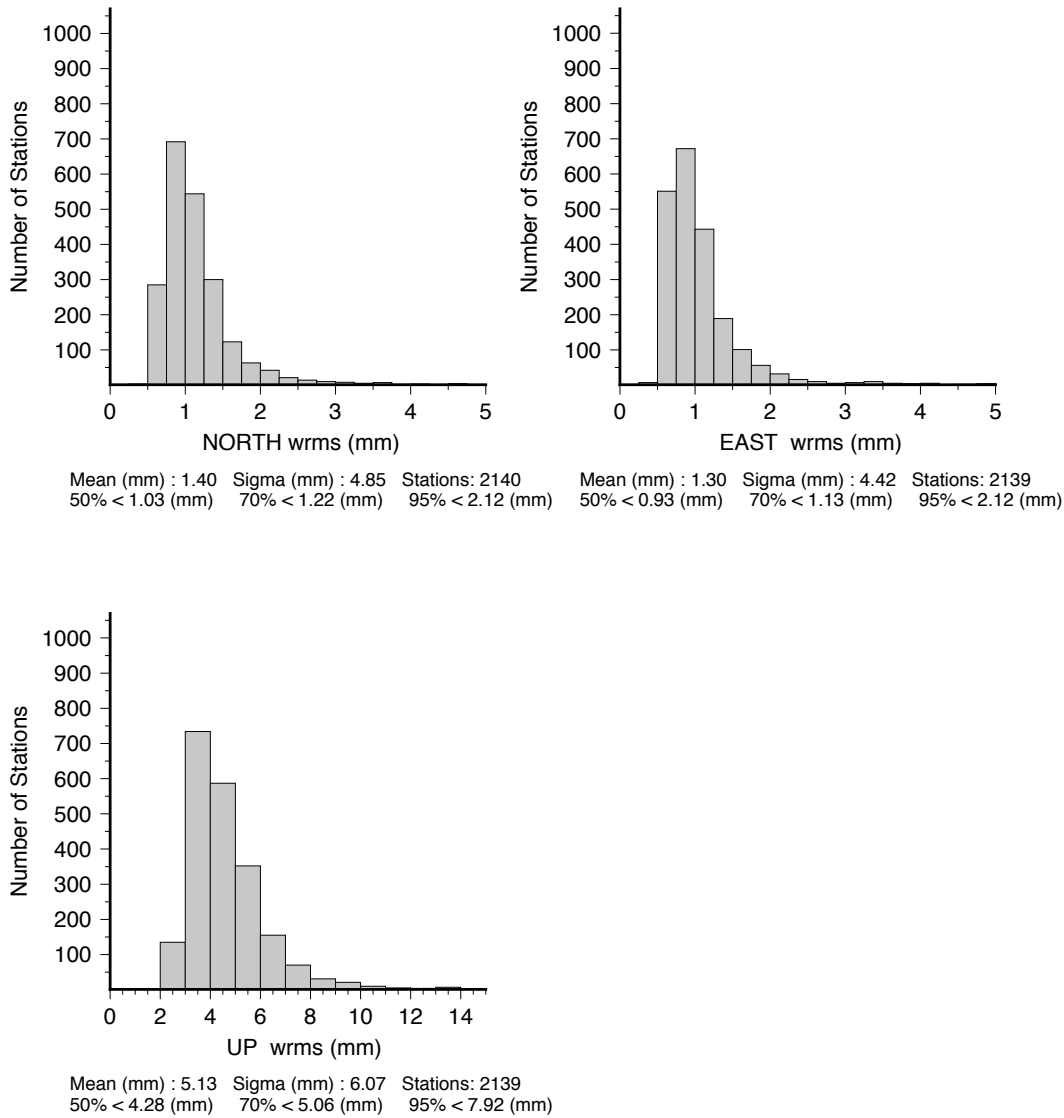 1000
900
800
700
600
500
400
300
200
100
Number of Stations
0 1 2 3 4 5
NORTH wrms (mm)
Mean (mm) : 1.40 Sigma (mm) : 4.85 Stations: 2140
50% < 1.03 (mm) 70% < 1.22 (mm) 95% < 2.12 (mm)
1000
900
800
700
600
500
400
300
200
100
Number of Stations
0 1 2 3 4 5
EAST wrms (mm)
Mean (mm) : 1.30 Sigma (mm) : 4.42 Stations: 2139
50% < 0.93 (mm) 70% < 1.13 (mm) 95% < 2.12 (mm)
1000
900
800
700
600
500
400
300
200
100
Number of Stations
0 2 4 6 8 10 12 14
UP wrms (mm)
Mean (mm) : 5.13 Sigma (mm) : 6.07 Stations: 2139
50% < 4.28 (mm) 70% < 5.06 (mm) 95% < 7.92 (mm)